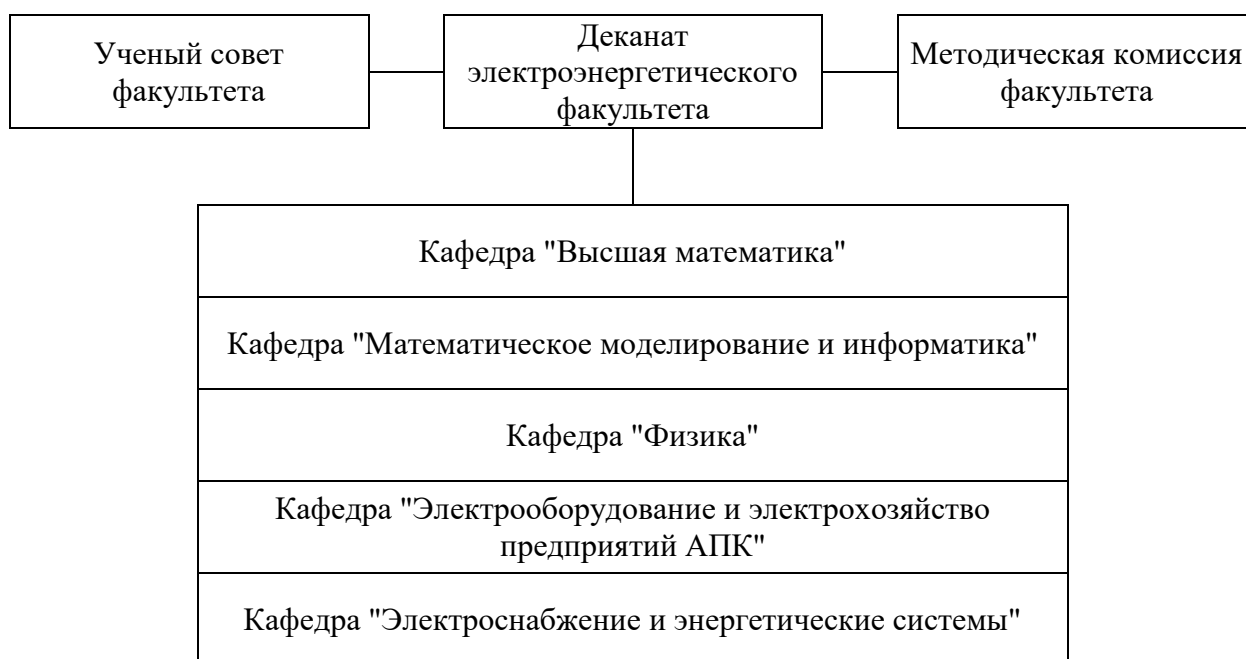 Ученый совет
факультета
Деканат
электроэнергетического
факультета
Методическая комиссия
факультета
Кафедра "Высшая математика"
Кафедра "Математическое моделирование и информатика"
Кафедра "Физика"
Кафедра "Электрооборудование и электрохозяйство
предприятий АПК"
Кафедра "Электроснабжение и энергетические системы"